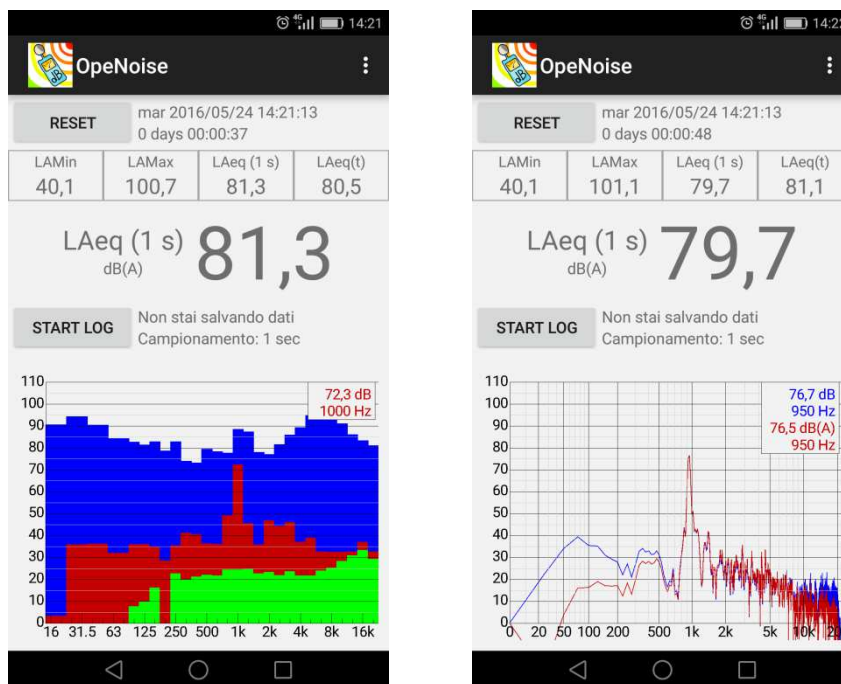 4G 14:21
OpeNoise
RESET
mar 2016/05/24 14:21:13
0 days 00:00:37
LAMin LAMax LAeq (1 s) LAeq(t)
40,1 100,7 81,3 80,5
LAeq (1 s) 81,3
dB(A)
START LOG
Non stai salvando dati
Campionamento: 1 sec
72,3 dB
1000 Hz
110
100
90
80
70
60
50
40
30
20
10
0
16 31.5 63 125 250 500 1k 2k 4k 8k 16k
4G 14:22
OpeNoise
RESET
mar 2016/05/24 14:21:13
0 days 00:00:48
LAMin LAMax LAeq (1 s) LAeq(t)
40,1 101,1 79,7 81,1
LAeq (1 s) 79,7
dB(A)
START LOG
Non stai salvando dati
Campionamento: 1 sec
76,7 dB
950 Hz
76,5 dB(A)
950 Hz
110
100
90
80
70
60
50
40
30
20
10
0
0 20 50 100 200 500 1k 2k 5k 10k